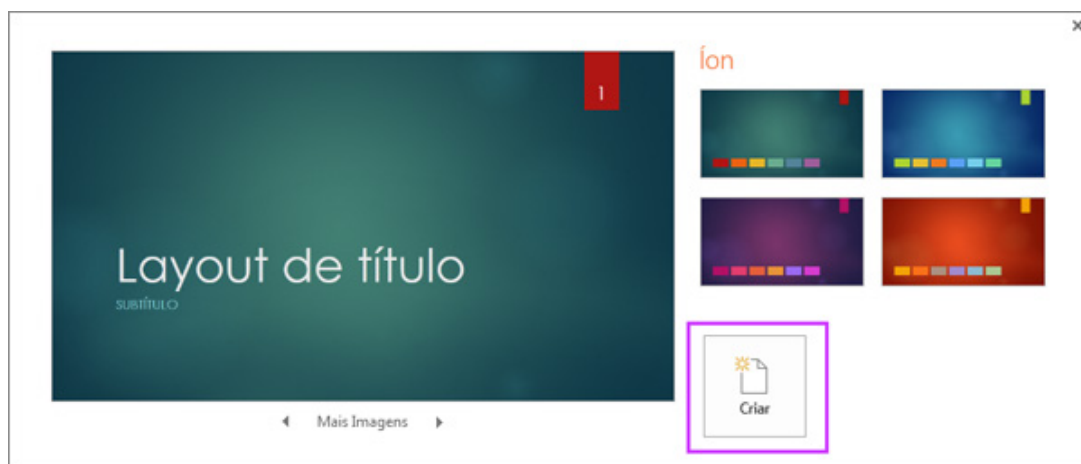 1
Layout de título
SUBTÍTULO
Mais Imagens
Íon
Criar